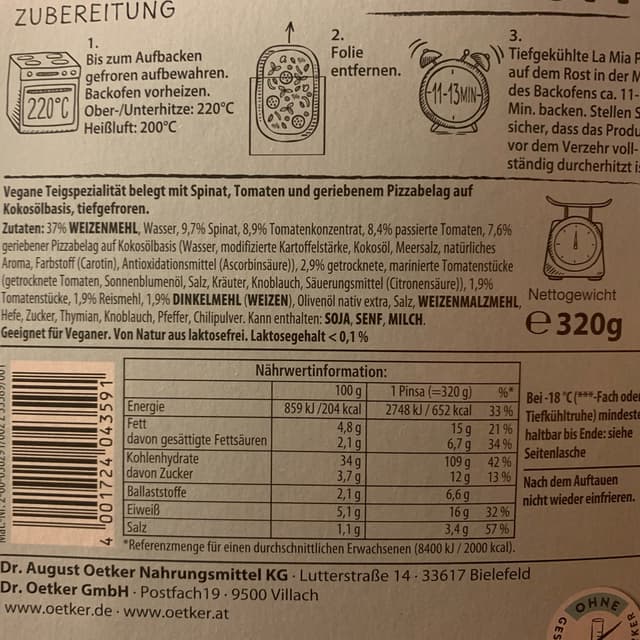 ZUBEREITUNG
1.
Bis zum Aufbacken
gefroren aufbewahren.
Backofen vorheizen.
Ober-/Unterhitze: 220°C
Heißluft: 200°C
220°C
2.
Folie
entfernen.
11-13MIN
3.
Tiefgekühlte La Mia
auf dem Rost in der
des Backofens ca. 11-
Min. backen. Stellen
sicher, dass das Produ
vor dem Verzehr voll-
ständig durcherhitzt
Vegane Teigspezialität belegt mit Spinat, Tomaten und geriebenem Pizzabelag auf
Kokosölbasis, tiefgefroren.
Zutaten: 37% WEIZENMEHL, Wasser, 9,7% Spinat, 8,9% Tomatenkonzentrat, 8,4% passierte Tomaten, 7,6%
geriebener Pizzabelag auf Kokosölbasis (Wasser, modifizierte Kartoffelstärke, Kokosöl, Meersalz, natürliches
Aroma, Farbstoff (Carotin), Antioxidationsmittel (Ascorbinsäure)), 2,9% getrocknete, marinierte Tomatenstücke
(getrocknete Tomaten, Sonnenblumenöl, Salz, Kräuter, Knoblauch, Säuerungsmittel (Citronensäure)), 1,9%
Tomatenstücke, 1,9% Reismehl, 1,9% DINKELMEHL (WEIZEN), Olivenöl nativ extra, Salz, WEIZENMALZMEHL,
Hefe, Zucker, Thymian, Knoblauch, Pfeffer, Chilipulver. Kann enthalten: SOJA, SENF, MILCH.
Geeignet für Veganer. Von Natur aus laktosefrei. Laktosegehalt < 0,1 %
Nettogewicht
e 320g
Nährwertinformation:
100 g 1 Pinsa (=320 g) %*
Energie 859 kJ /204 kcal 2748 kJ / 652 kcal 33 %
Fett 4,8 g 15 g 21 %
davon gesättigte Fettsäuren 2,1 g 6,7 g 34 %
Kohlenhydrate 34 g 109 g 42 %
davon Zucker 3,7 g 12 g 13 %
Ballaststoffe 2,1 g 6,6 g
Eiweiß 5,1 g 16 g 32 %
Salz 1,1 g 3,4 g 57 %
*Referenzmenge für einen durchschnittlichen Erwachsenen (8400 kJ / 2000 kcal).
Bei -18 °C (***-Fach oder
Tiefkühltruhe) mindeste
haltbar bis Ende: siehe
Seitenlasche
Nach dem Auftauen
nicht wieder einfrieren.
4 001724 043591
Dr. August Oetker Nahrungsmittel KG · Lutterstraße 14 · 33617 Bielefeld
Dr. Oetker GmbH · Postfach19 · 9500 Villach
www.oetker.de · www.oetker.at
OHNE